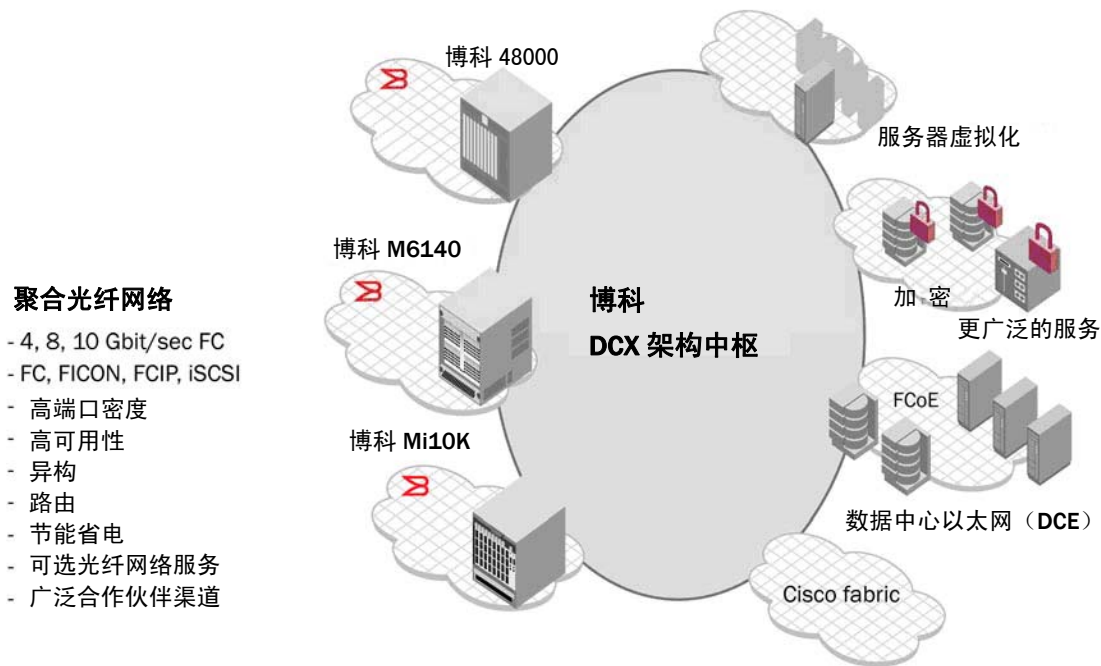 聚合光纤网络
- 4, 8, 10 Gbit/sec FC
- FC, FICON, FCIP, iSCSI
- 高端口密度
- 高可用性
- 异构
- 路由
- 节能省电
- 可选光纤网络服务
- 广泛合作伙伴渠道
博科 48000
博科 M6140
博科 Mi10K
博科
DCX 架构中枢
服务器虚拟化
加 密
更广泛的服务
FCoE
数据中心以太网（DCE）
Cisco fabric